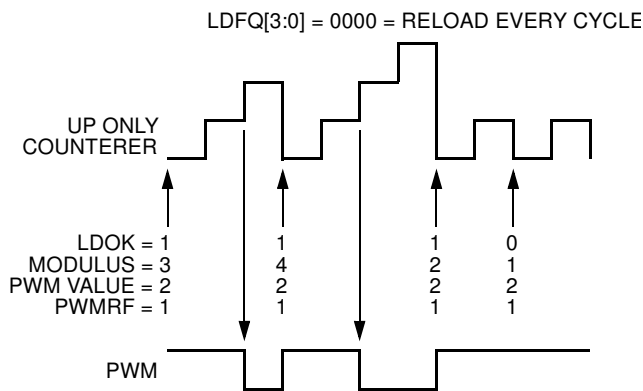 LDFQ[3:0] = 0000 = RELOAD EVERY CYCLE
UP ONLY
COUNTERER
LDOK = 1 1 1 0
MODULUS = 3 4 2 1
PWM VALUE = 2 2 2 2
PWMRF = 1 1 1 1
PWM